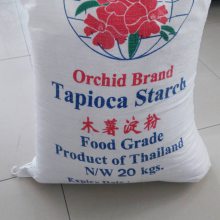 Orchid Brand
Tapioca Starch
木薯淀粉
Food Grade
Product of Thailand
N/W 20 kgs.